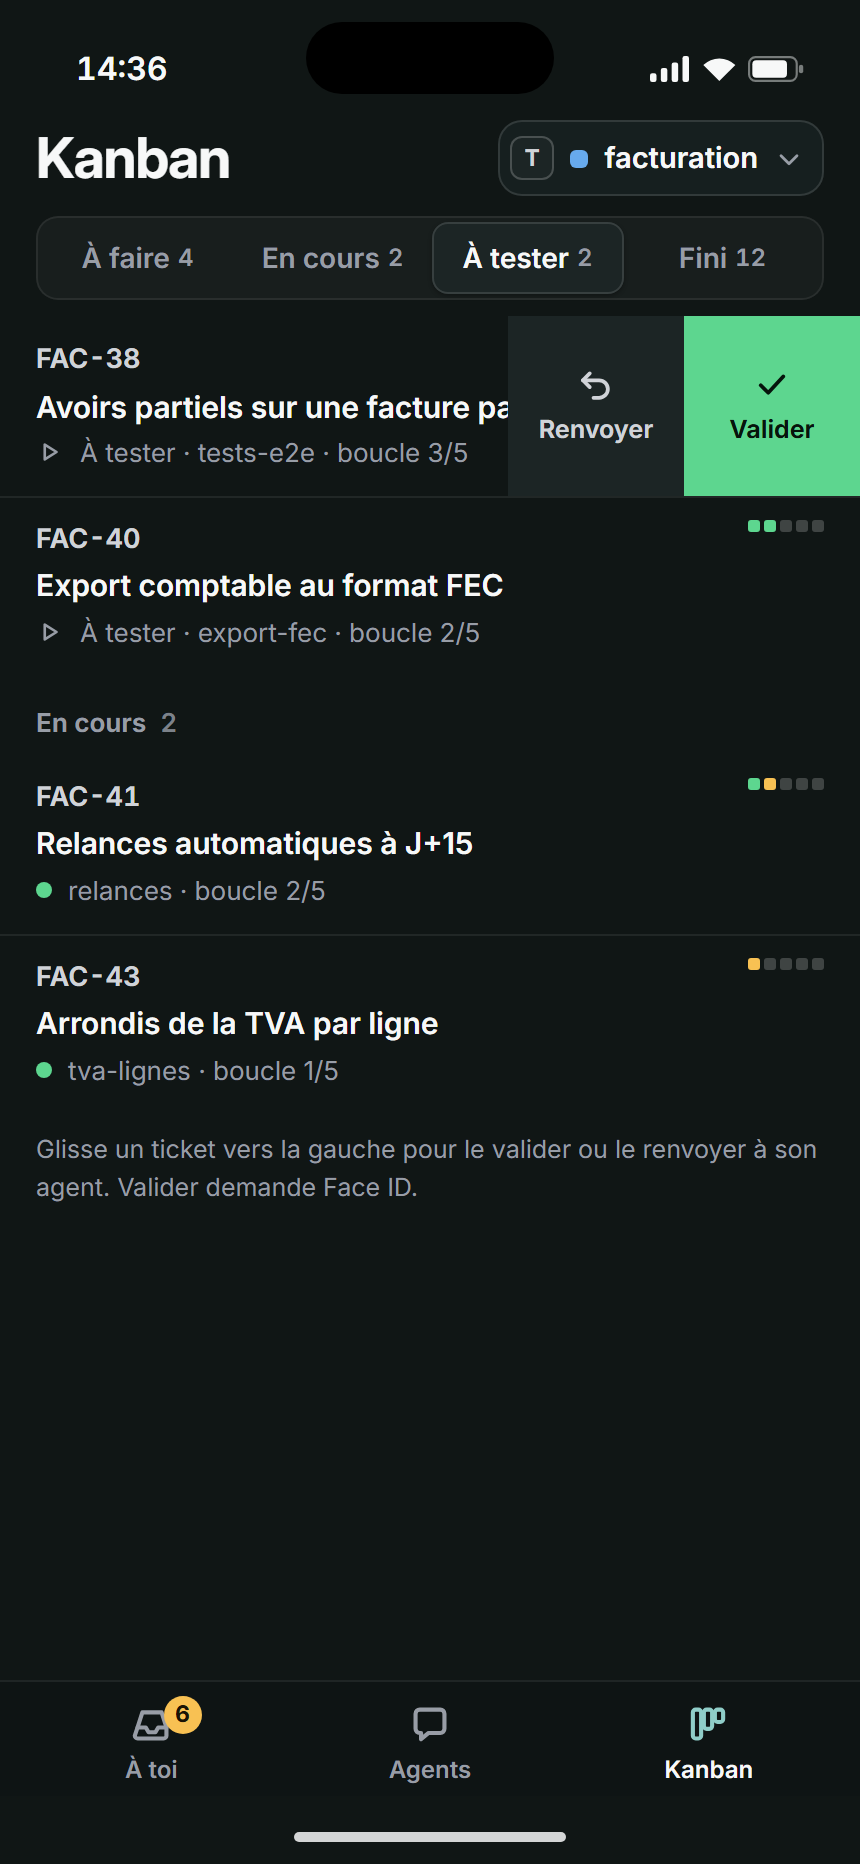 14:36
Kanban
T facturation
À faire 4 En cours 2 À tester 2 Fini 12
FAC-38
Avoirs partiels sur une facture pa
À tester · tests-e2e · boucle 3/5
Renvoyer
Valider
FAC-40
Export comptable au format FEC
À tester · export-fec · boucle 2/5
En cours 2
FAC-41
Relances automatiques à J+15
relances · boucle 2/5
FAC-43
Arrondis de la TVA par ligne
tva-lignes · boucle 1/5
Glisse un ticket vers la gauche pour le valider ou le renvoyer à son
agent. Valider demande Face ID.
6
À toi Agents Kanban